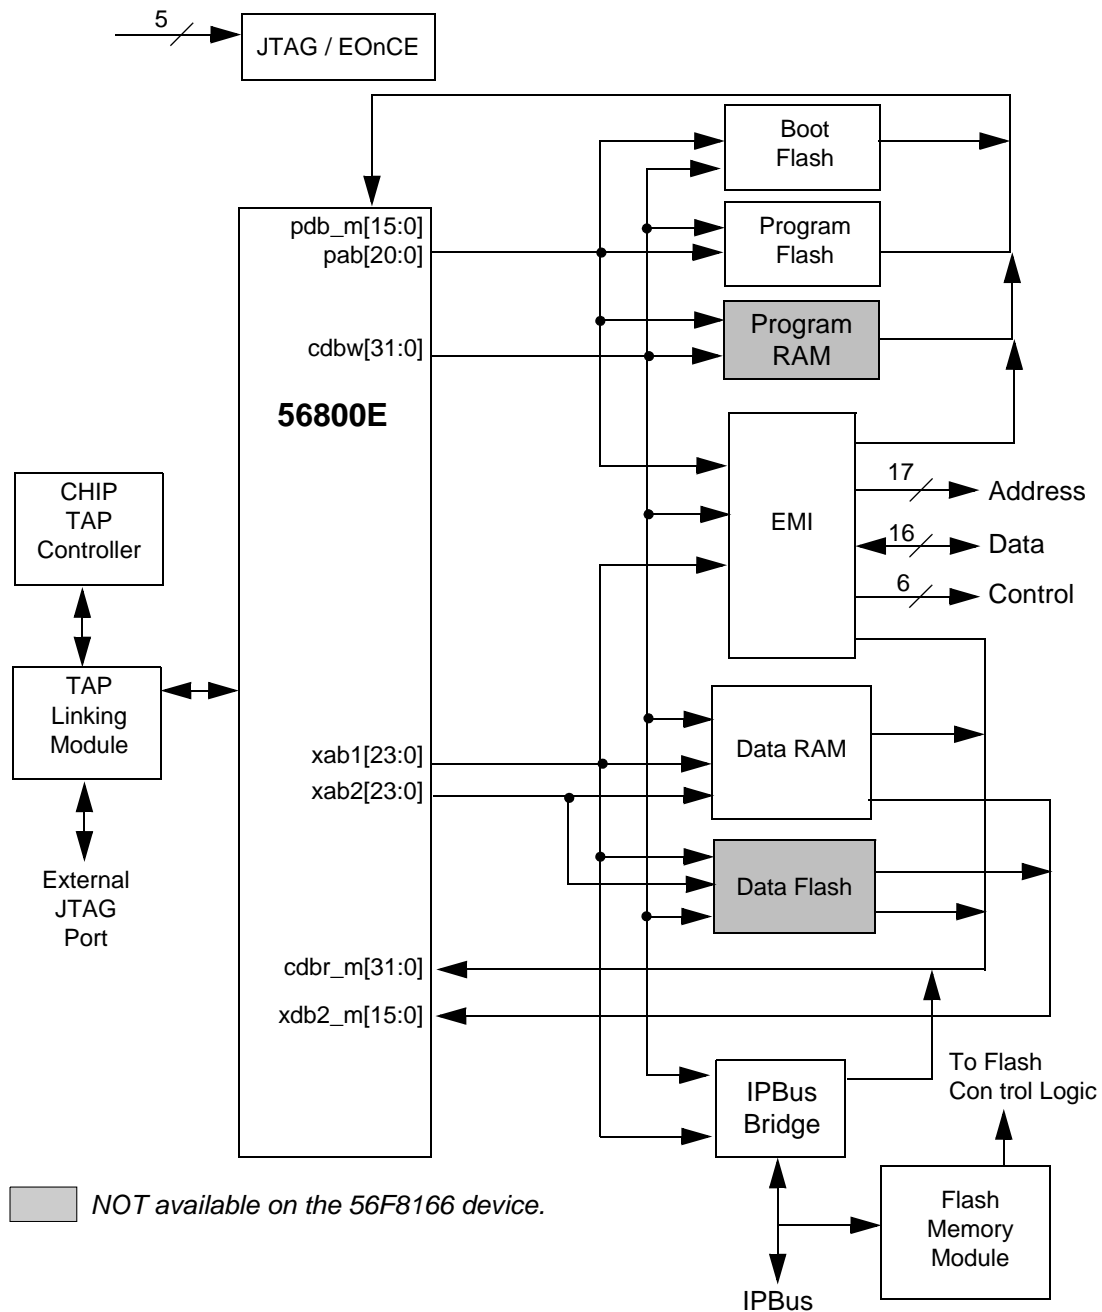 5
JTAG / EOnCE
Boot
Flash
pdb_m[15:0]
pab[20:0]
Program
Flash
cdbw[31:0]
Program
RAM
56800E
CHIP
TAP
Controller
EMI
17
Address
16
Data
6
Control
TAP
Linking
Module
xab1[23:0]
xab2[23:0]
Data RAM
External
JTAG
Port
Data Flash
cdbr_m[31:0]
xdb2_m[15:0]
IPBus
Bridge
To Flash
Con trol Logic
NOT available on the 56F8166 device.
Flash
Memory
Module
IPBus